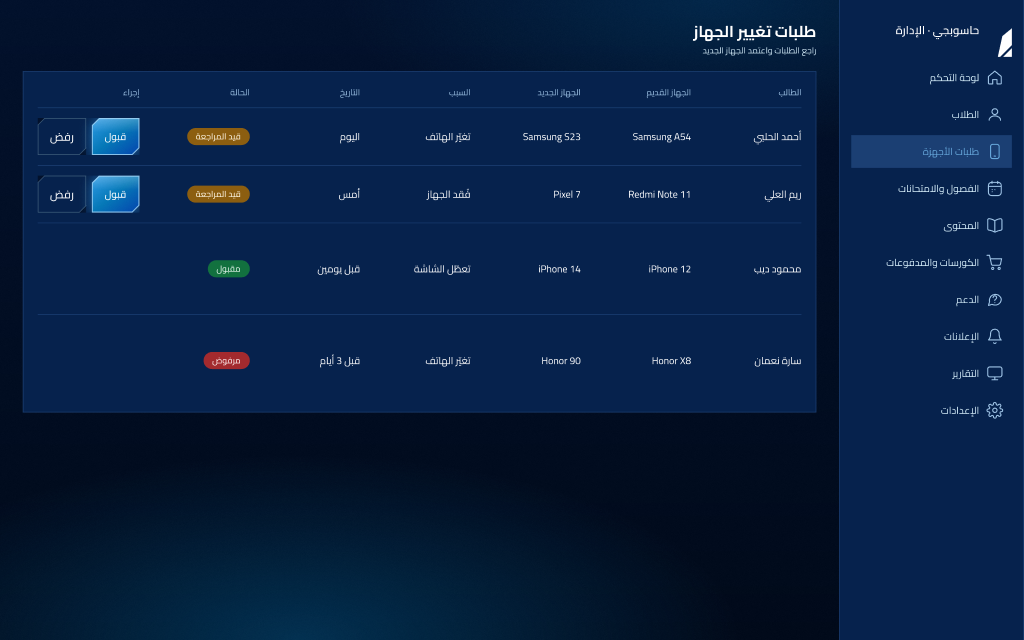 حاسوبجي · الإدارة
لوحة التحكم
الطلاب
طلبات الأجهزة
الفصول والامتحانات
المحتوى
الكورسات والمدفوعات
الدعم
الإعلانات
التقارير
الإعدادات
طلبات تغيير الجهاز
راجع الطلبات واعتمد الجهاز الجديد
الطالب الجهاز القديم الجهاز الجديد السبب التاريخ الحالة إجراء
أحمد الحلبي Samsung A54 Samsung S23 تغيّر الهاتف اليوم قيد المراجعة قبول رفض
ريم العلي Redmi Note 11 Pixel 7 فُقد الجهاز أمس قيد المراجعة قبول رفض
محمود ديب iPhone 12 iPhone 14 تعطّل الشاشة قبل يومين مقبول
سارة نعمان Honor X8 Honor 90 تغيّر الهاتف قبل 3 أيام مرفوض